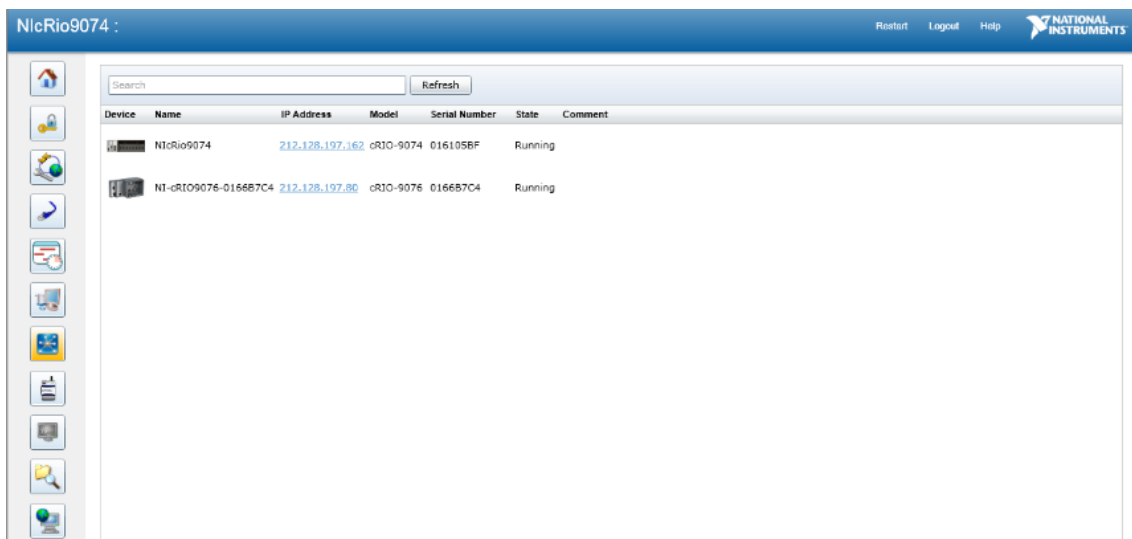 NIcRio9074 :
Restart Logout Help NATIONAL INSTRUMENTS
Search Refresh
Device Name IP Address Model Serial Number State Comment
NIcRio9074 212.128.197.162 cRIO-9074 016105BF Running
NI-cRIO9076-0166B7C4 212.128.197.80 cRIO-9076 0166B7C4 Running